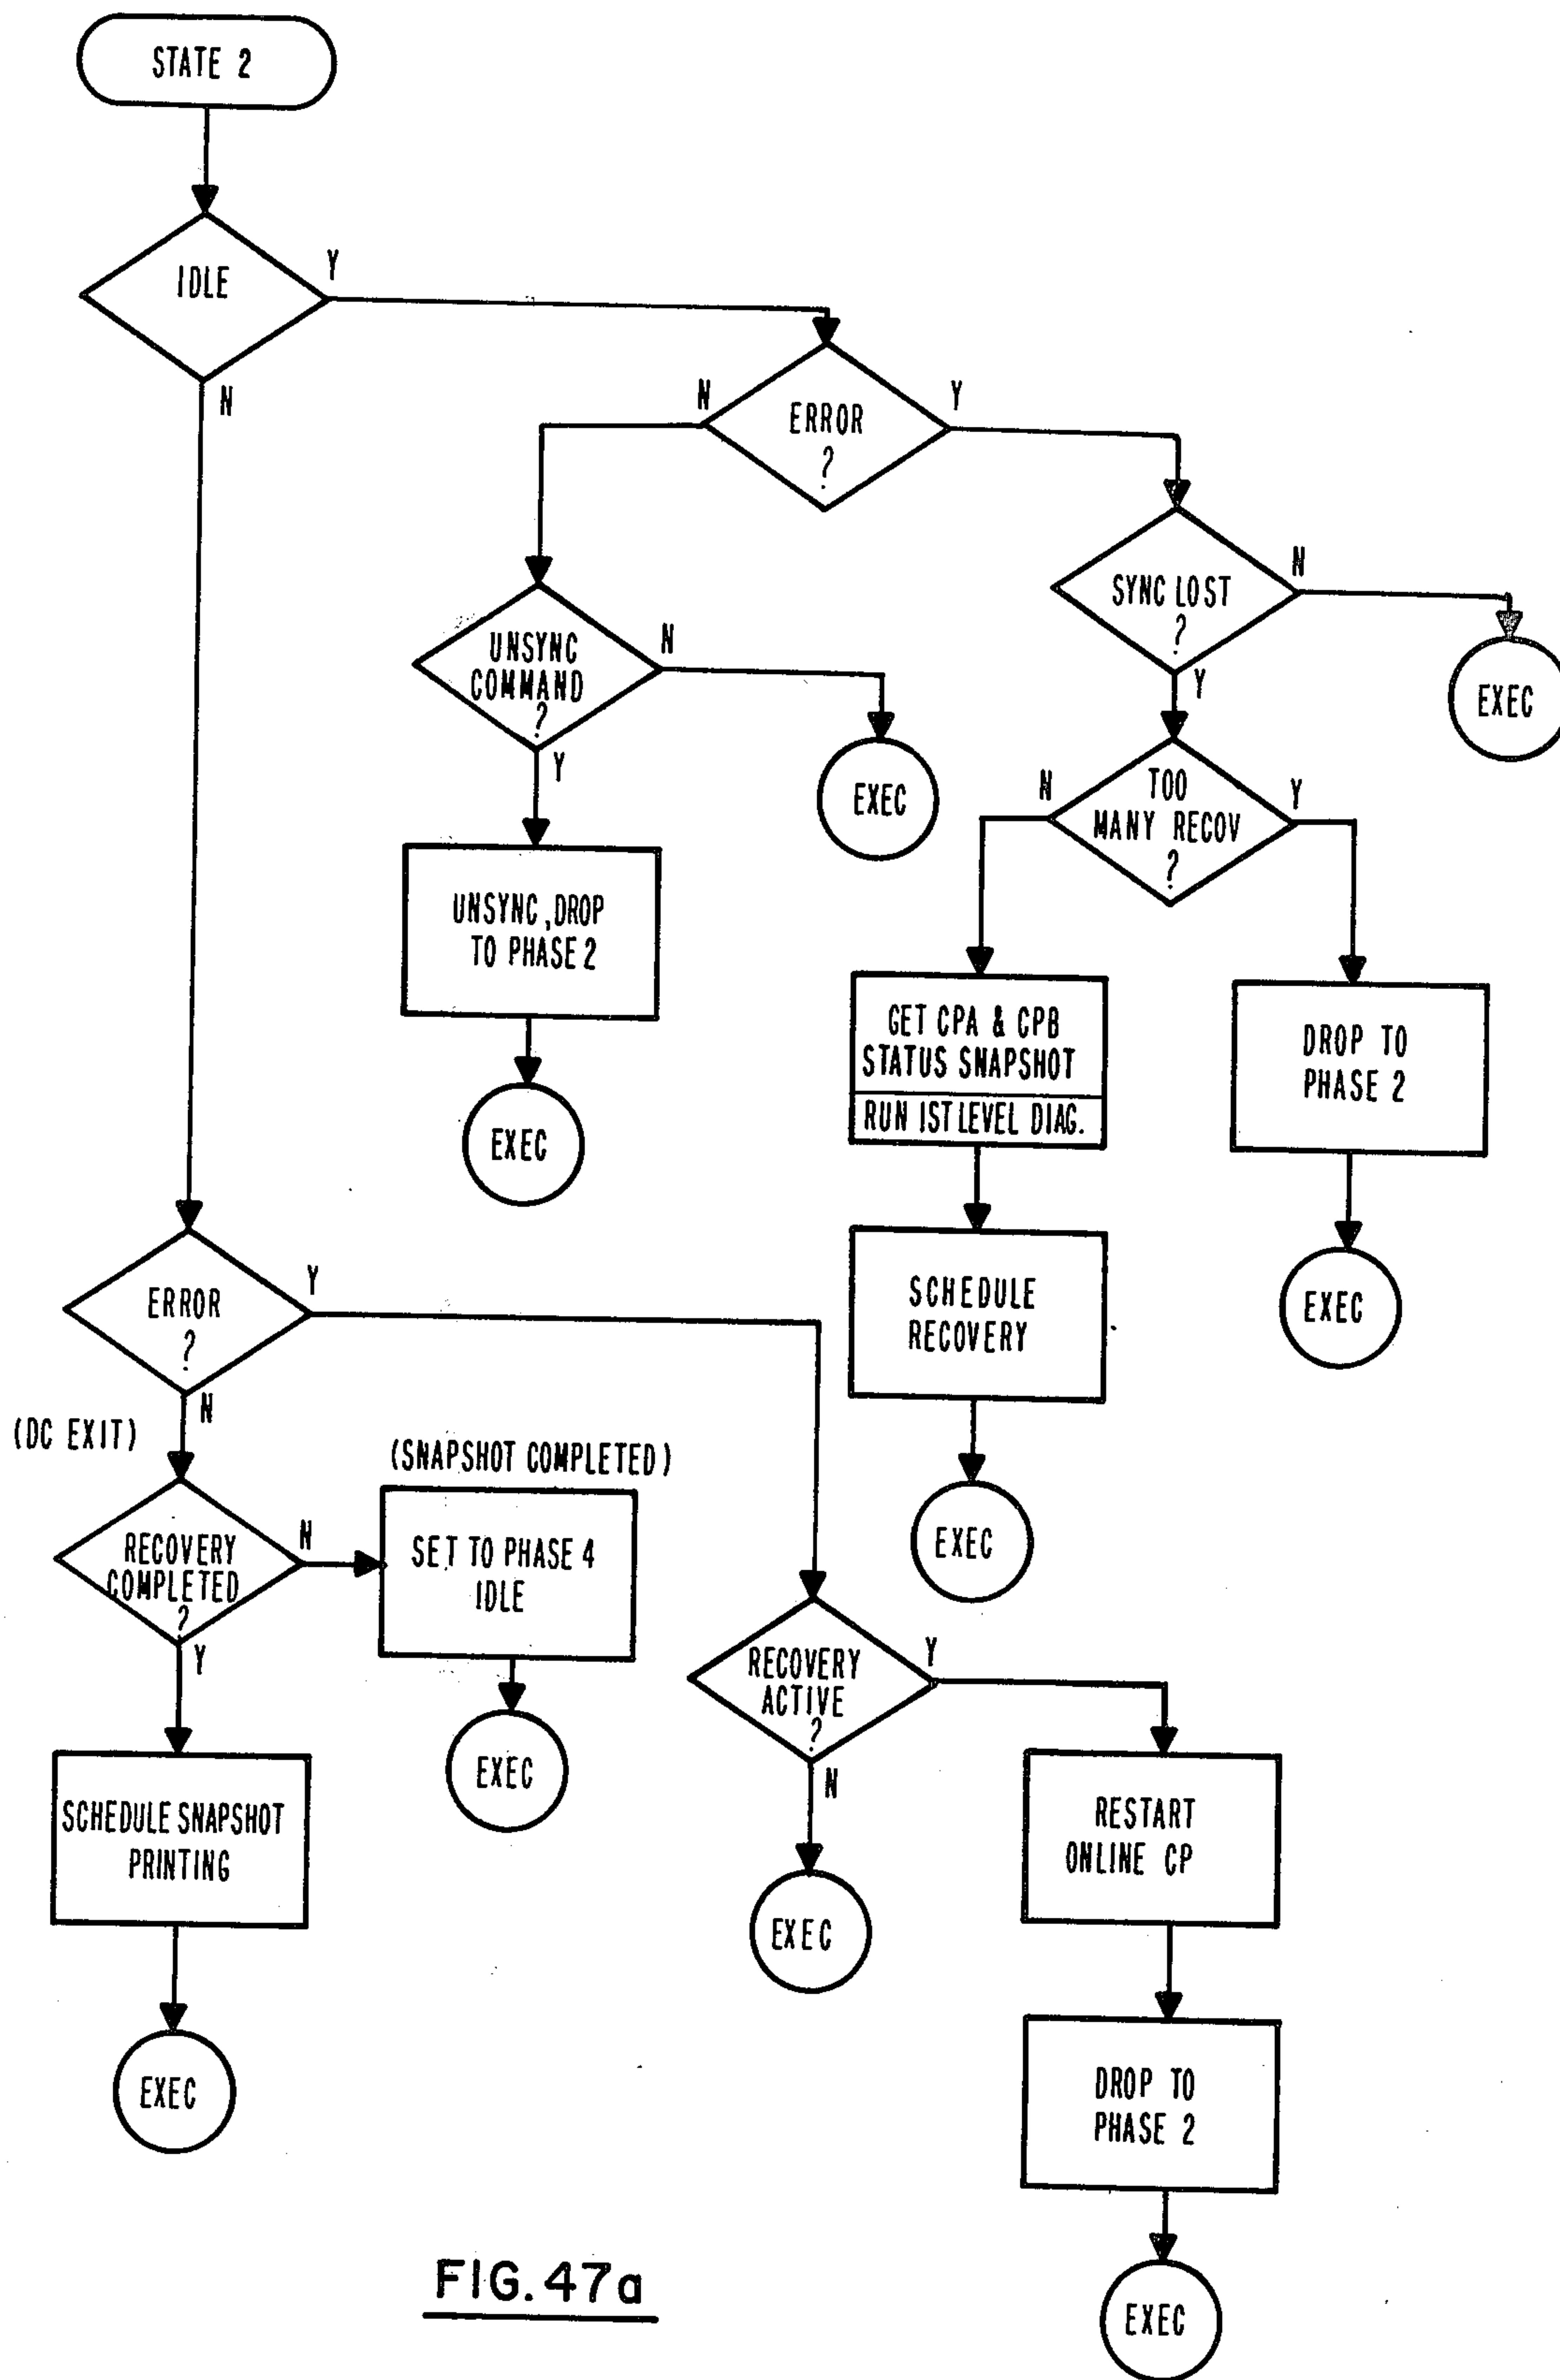 STATE 2
IDLE
Y
N
ERROR
?
N
Y
SYNC LOST
?
N
Y
EXEC
UNSYNC
COMMAND
?
N
Y
EXEC
TOO
MANY RECOV
?
N
Y
UNSYNC, DROP
TO PHASE 2
EXEC
GET CPA & CPB
STATUS SNAPSHOT
RUN 1ST LEVEL DIAG.
DROP TO
PHASE 2
EXEC
SCHEDULE
RECOVERY
EXEC
ERROR
?
Y
N
(DC EXIT)
RECOVERY
COMPLETED
?
N
Y
(SNAPSHOT COMPLETED)
SET TO PHASE 4
IDLE
EXEC
RECOVERY
ACTIVE
?
Y
N
EXEC
SCHEDULE SNAPSHOT
PRINTING
EXEC
RESTART
ONLINE CP
DROP TO
PHASE 2
EXEC
FIG. 47a